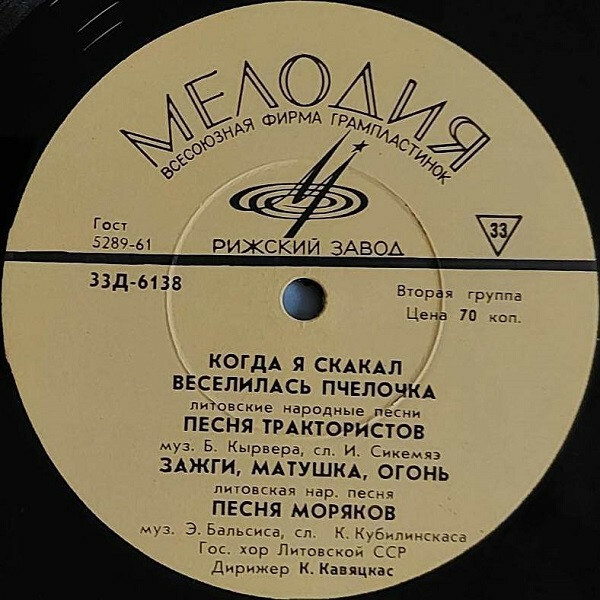 МЕЛОДИЯ
ВСЕСОЮЗНАЯ ФИРМА ГРАМПЛАСТИНОК
РИЖСКИЙ ЗАВОД
Гост
5289-61
33
33Д-6138
Вторая группа
Цена 70 коп.
КОГДА Я СКАКАЛ
ВЕСЕЛИЛАСЬ ПЧЕЛОЧКА
литовские народные песни
ПЕСНЯ ТРАКТОРИСТОВ
муз. Б. Кырвера, сл. И. Сикемяэ
ЗАЖГИ, МАТУШКА, ОГОНЬ
литовская нар. песня
ПЕСНЯ МОРЯКОВ
муз. Э. Бальсиса, сл. К. Кубилинскаса
Гос. хор Литовской ССР
Дирижер К. Кавяцкас